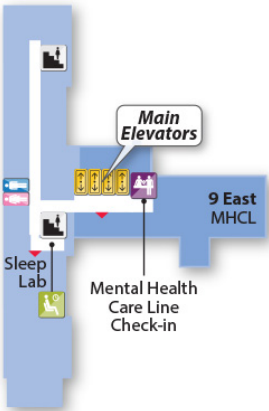 Main
Elevators
9 East
MHCL
Sleep
Lab
Mental Health
Care Line
Check-in